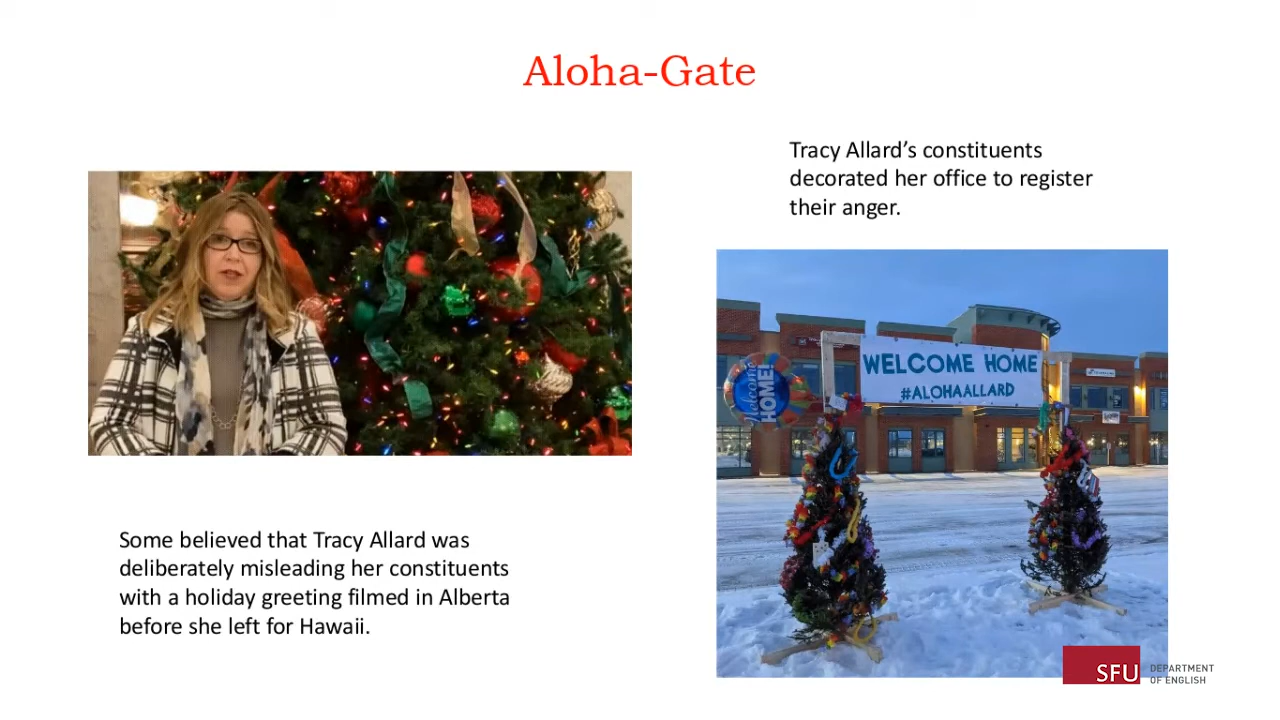 Aloha-Gate
Tracy Allard’s constituents
decorated her office to register
their anger.
Welcome
HOME!
WELCOME HOME
#ALOHAALLARD
Some believed that Tracy Allard was
deliberately misleading her constituents
with a holiday greeting filmed in Alberta
before she left for Hawaii.
SFU
DEPARTMENT
OF ENGLISH